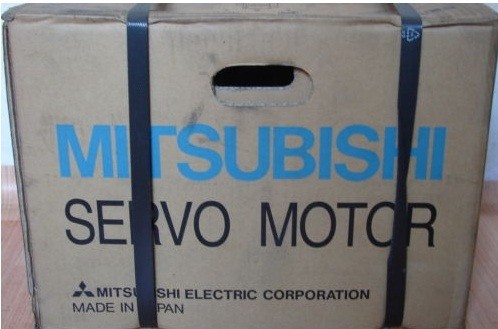 MITSUBISHI
SERVO MOTOR
MITSUBISHI ELECTRIC CORPORATION
MADE IN JAPAN